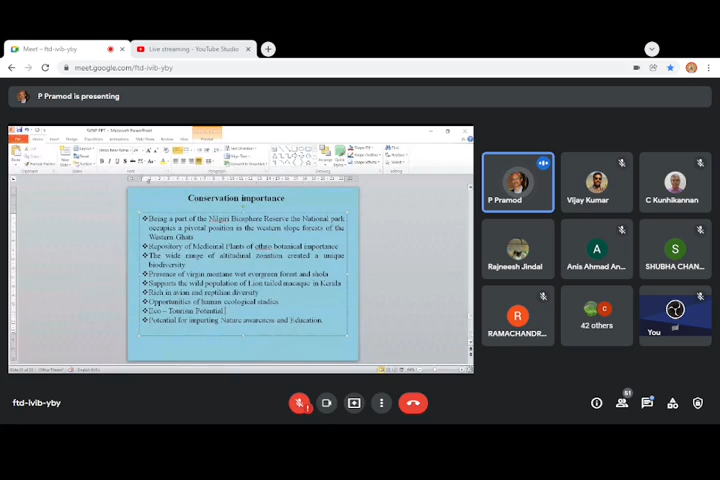 Meet – ftd-ivib-yby
Live streaming - YouTube Studio
meet.google.com/ftd-ivib-yby
P Pramod is presenting
Conservation importance
❖Being a part of the Nilgiri Biosphere Reserve the National park
occupies a pivotal position in the western slope forests of the
Western Ghats
❖Repository of Medicinal Plants of ethno botanical importance
❖The wide range of altitudinal zonation created a unique
biodiversity
❖Presence of virgin montane wet evergreen forest and shola
❖Supports the wild population of Lion tailed macaque in Kerala
❖Rich in avian and reptilian diversity
❖Opportunities of human ecological studies
❖Eco – Tourism Potential
❖Potential for imparting Nature awareness and Education.
P Pramod
Vijay Kumar
C Kunhikannan
Rajneesh Jindal
A
Anis Ahmad An...
S
SHUBHA CHAN...
R
RAMACHANDR...
C
42 others
You
ftd-ivib-yby
51